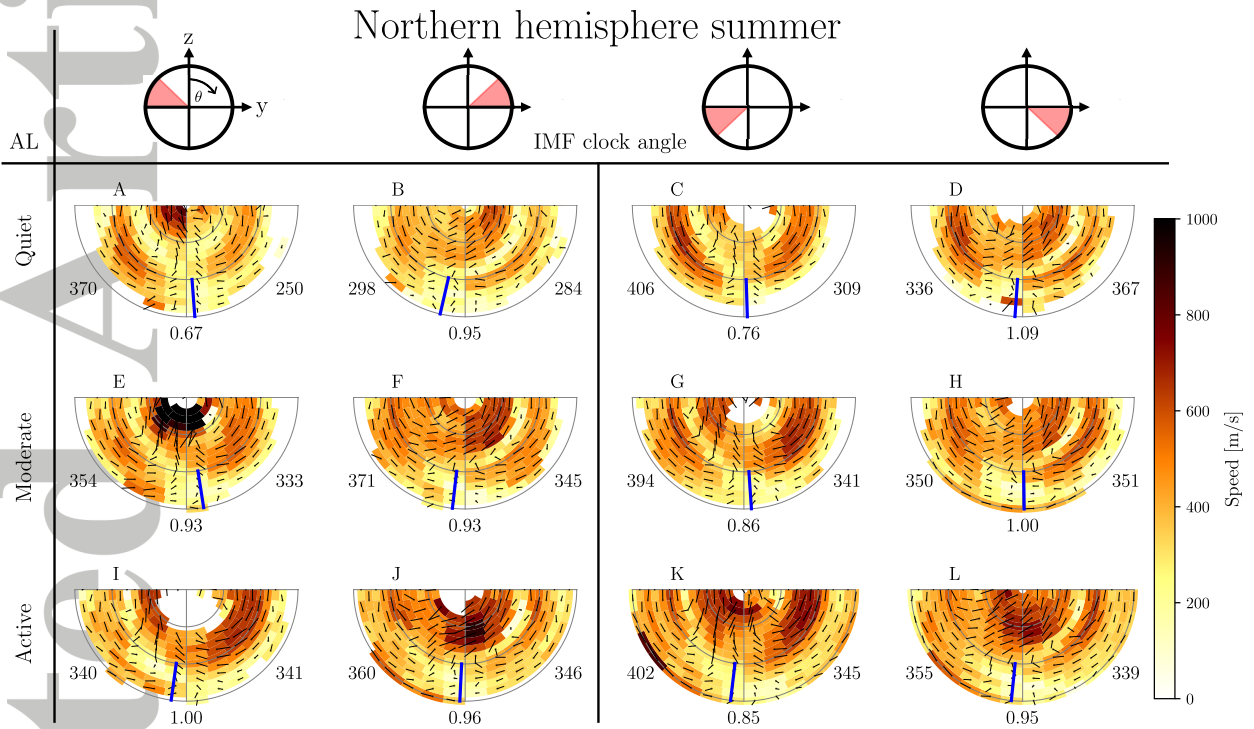 Northern hemisphere summer
z
θ
y
AL
IMF clock angle
A
B
C
D
Quiet
370
250
298
284
406
309
336
367
0.67
0.95
0.76
1.09
E
F
G
H
Moderate
354
333
371
345
394
341
350
351
0.93
0.93
0.86
1.00
I
J
K
L
Active
340
341
360
346
402
345
355
339
1.00
0.96
0.85
0.95
1000
800
600
400
200
0
Speed [m/s]